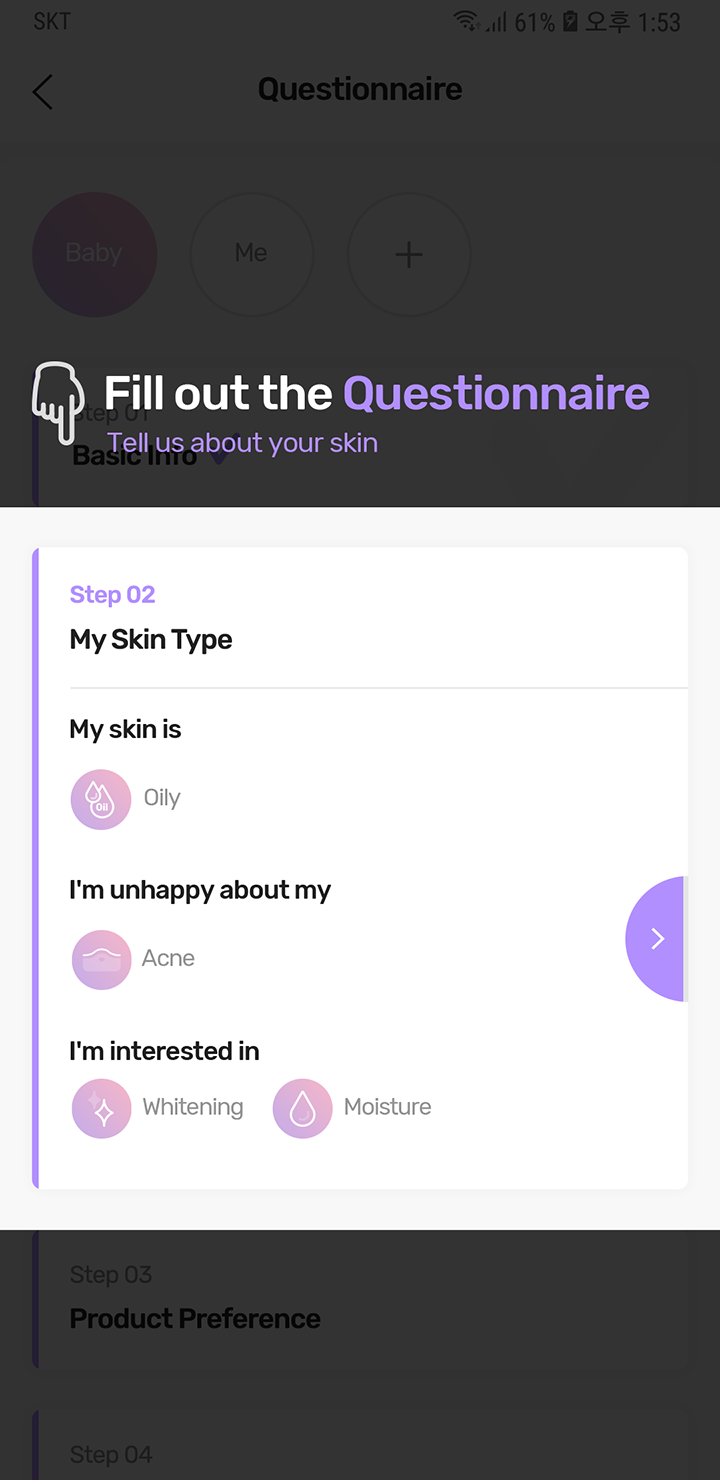 SKT 61% 오후 1:53
Questionnaire
Baby Me +
Fill out the Questionnaire
Step 01
Tell us about your skin
Basic Info
Step 02
My Skin Type
My skin is
Oil Oily
I'm unhappy about my
Acne
I'm interested in
Whitening Moisture
Step 03
Product Preference
Step 04